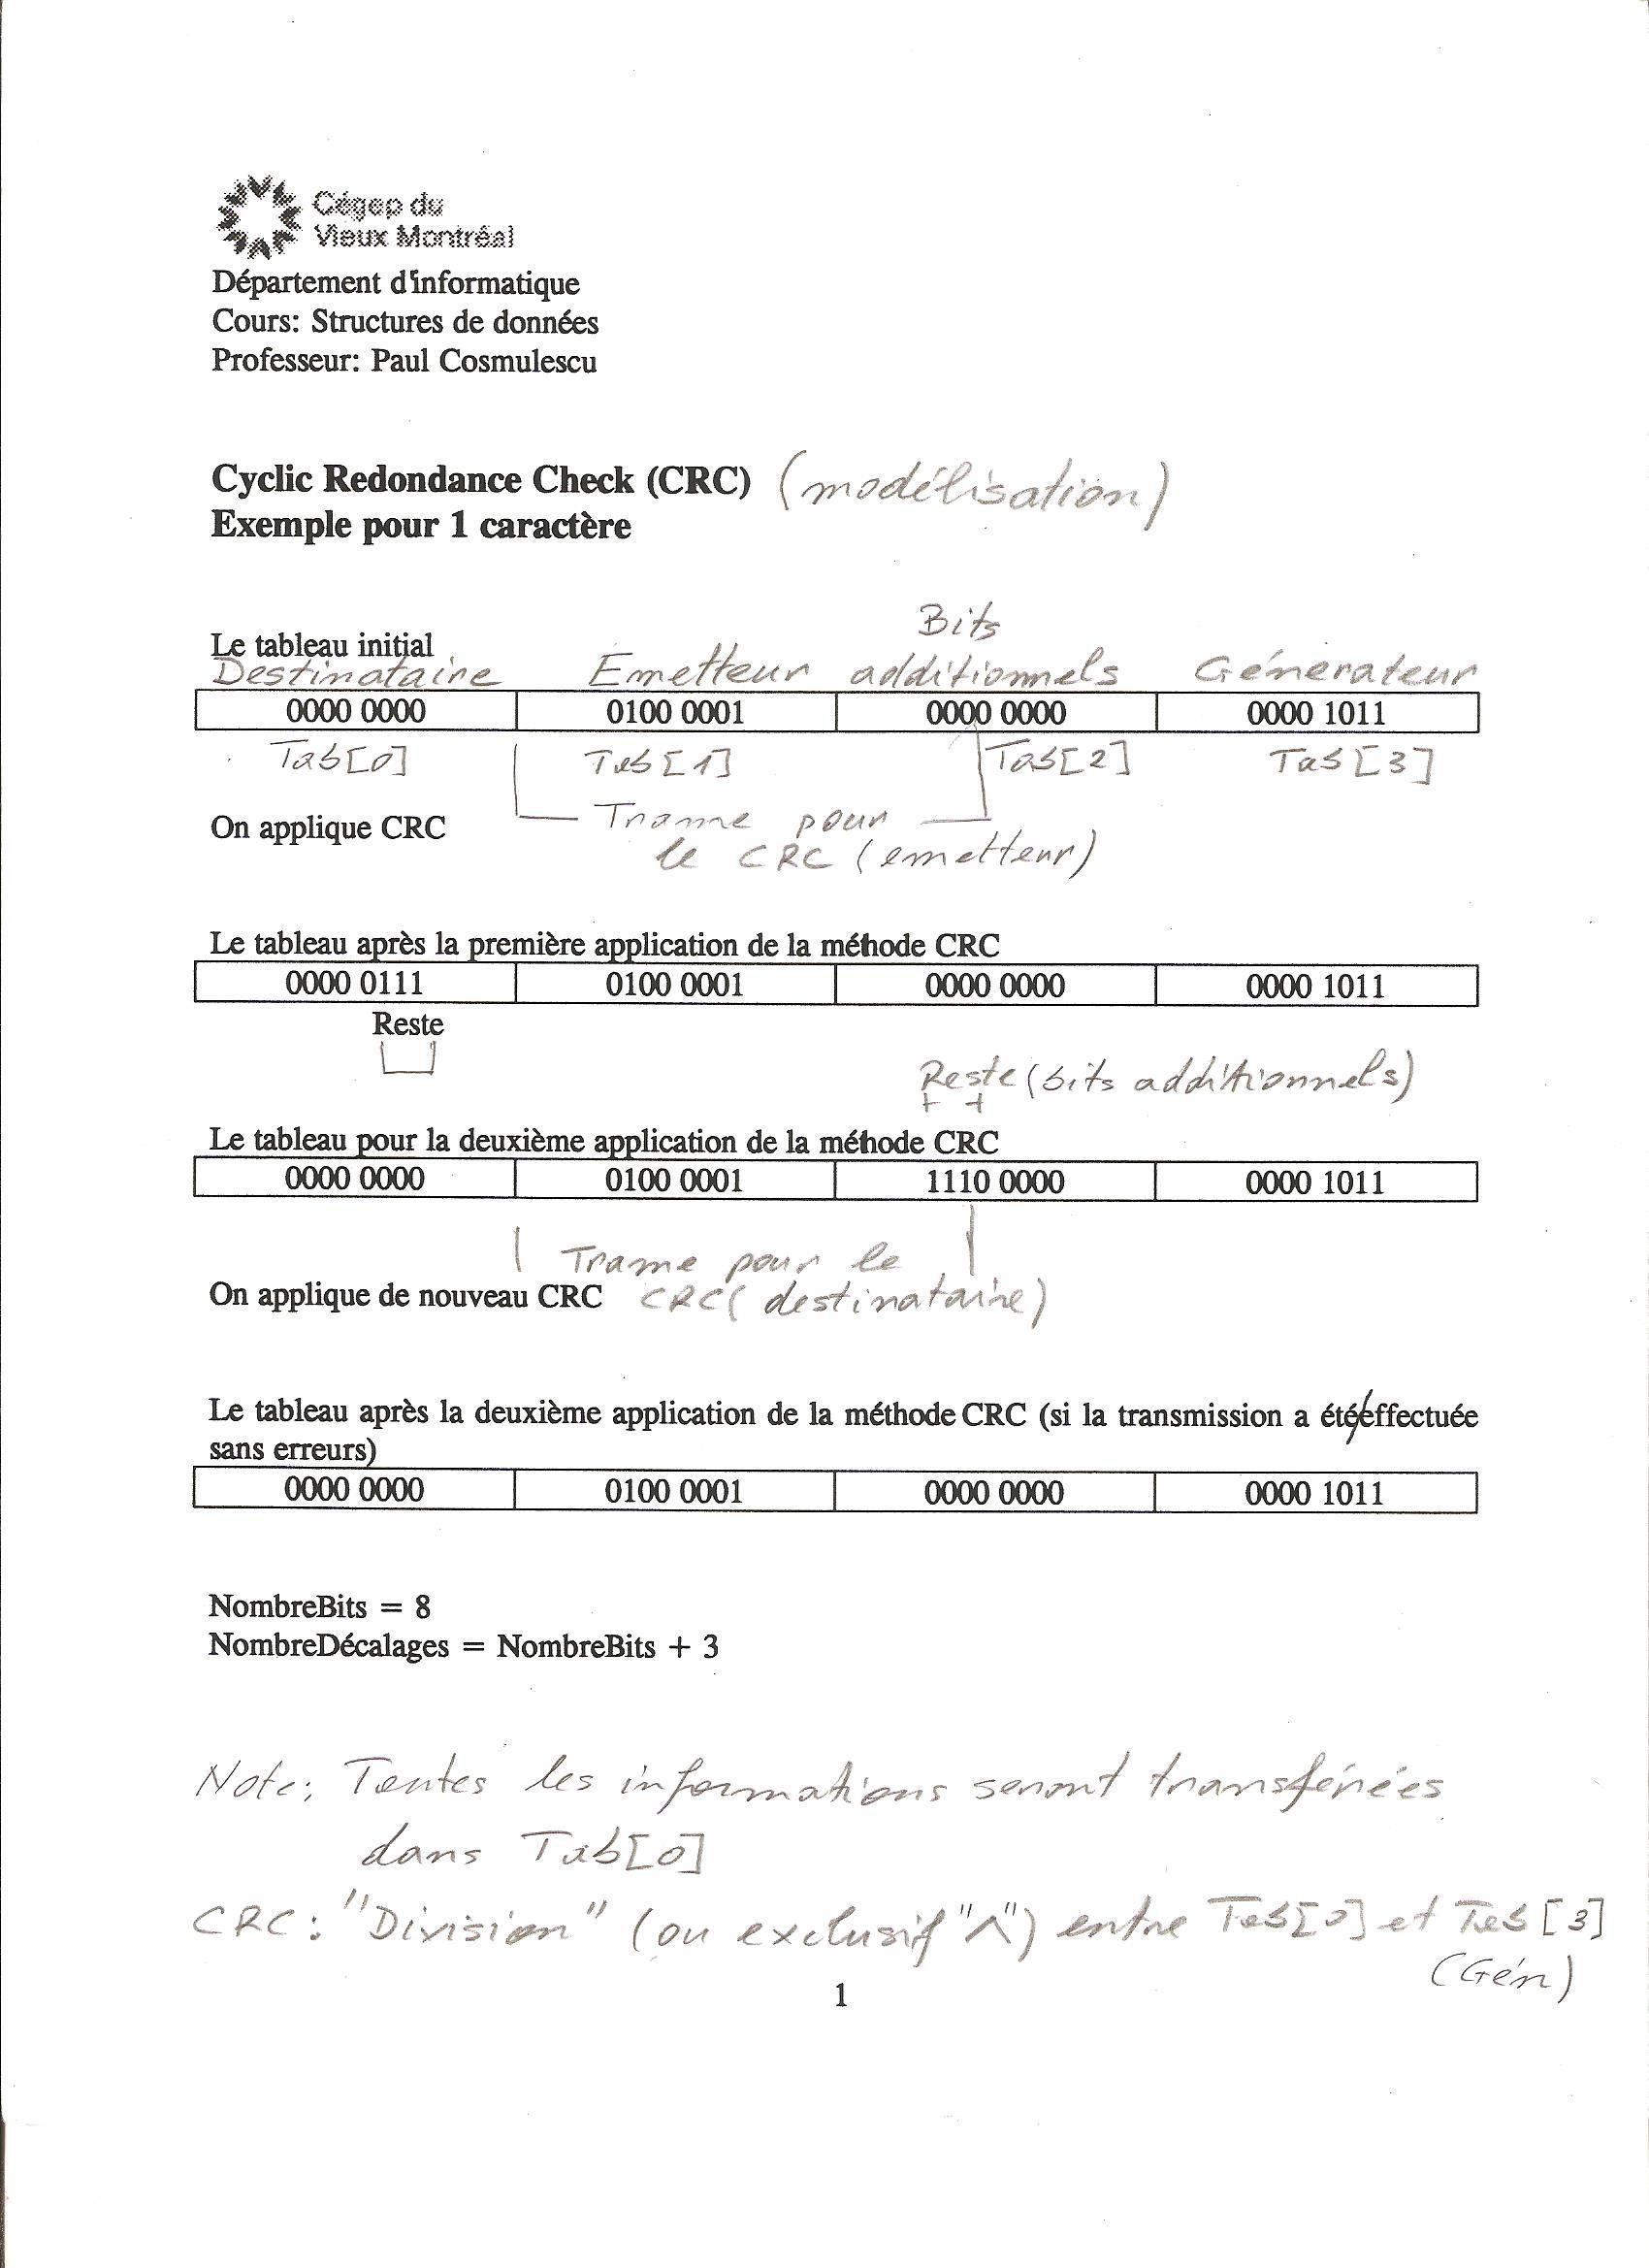 Cégep du
Vieux Montréal
Département d'informatique
Cours: Structures de données
Professeur: Paul Cosmulescu
Cyclic Redondance Check (CRC) (modélisation)
Exemple pour 1 caractère
Bits
Le tableau initial
Destinataire Emetteur additionnels Génerateur
0000 0000 0100 0001 0000 0000 0000 1011
Tab[0] Tab[1] Tab[2] Tab[3]
On applique CRC
Trame pour
le CRC (emetteur)
Le tableau après la première application de la méthode CRC
0000 0111 0100 0001 0000 0000 0000 1011
Reste
Reste (bits additionnels)
Le tableau pour la deuxième application de la méthode CRC
0000 0000 0100 0001 1110 0000 0000 1011
Trame pour le
On applique de nouveau CRC CRC (destinataire)
Le tableau après la deuxième application de la méthode CRC (si la transmission a été effectuée
sans erreurs)
0000 0000 0100 0001 0000 0000 0000 1011
NombreBits = 8
NombreDécalages = NombreBits + 3
Note: Toutes les informations seront transférées
dans Tab[0]
CRC: "Division" (ou exclusif "^") entre Tab[0] et Tab[3]
(Gén)
1